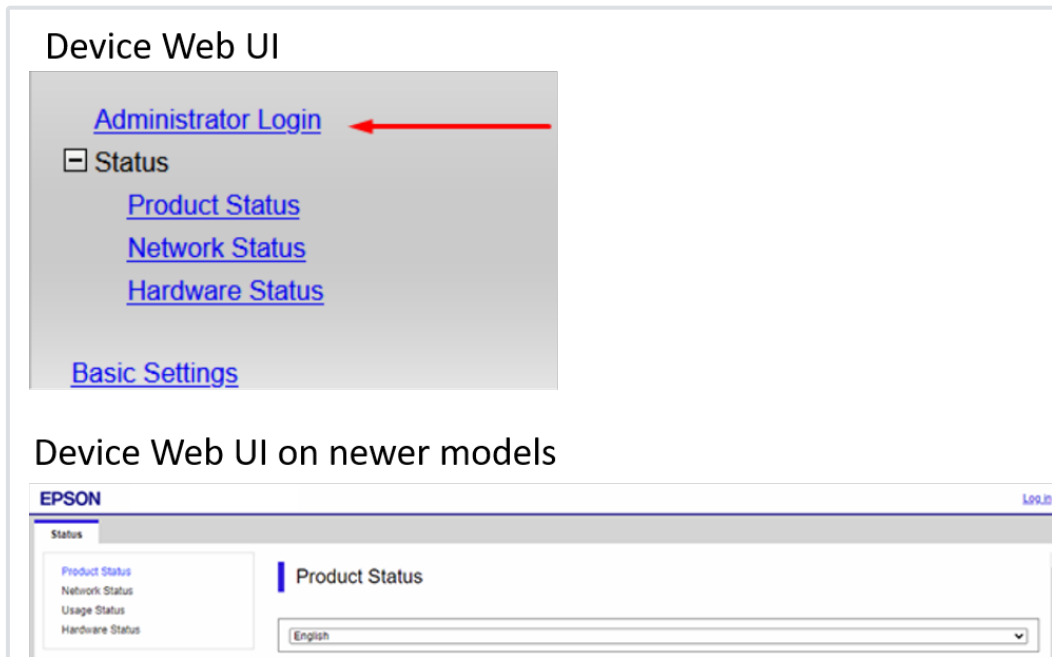 Device Web UI
Administrator Login
Status
Product Status
Network Status
Hardware Status
Basic Settings
Device Web UI on newer models
EPSON
Log in
Status
Product Status
Network Status
Usage Status
Hardware Status
Product Status
English